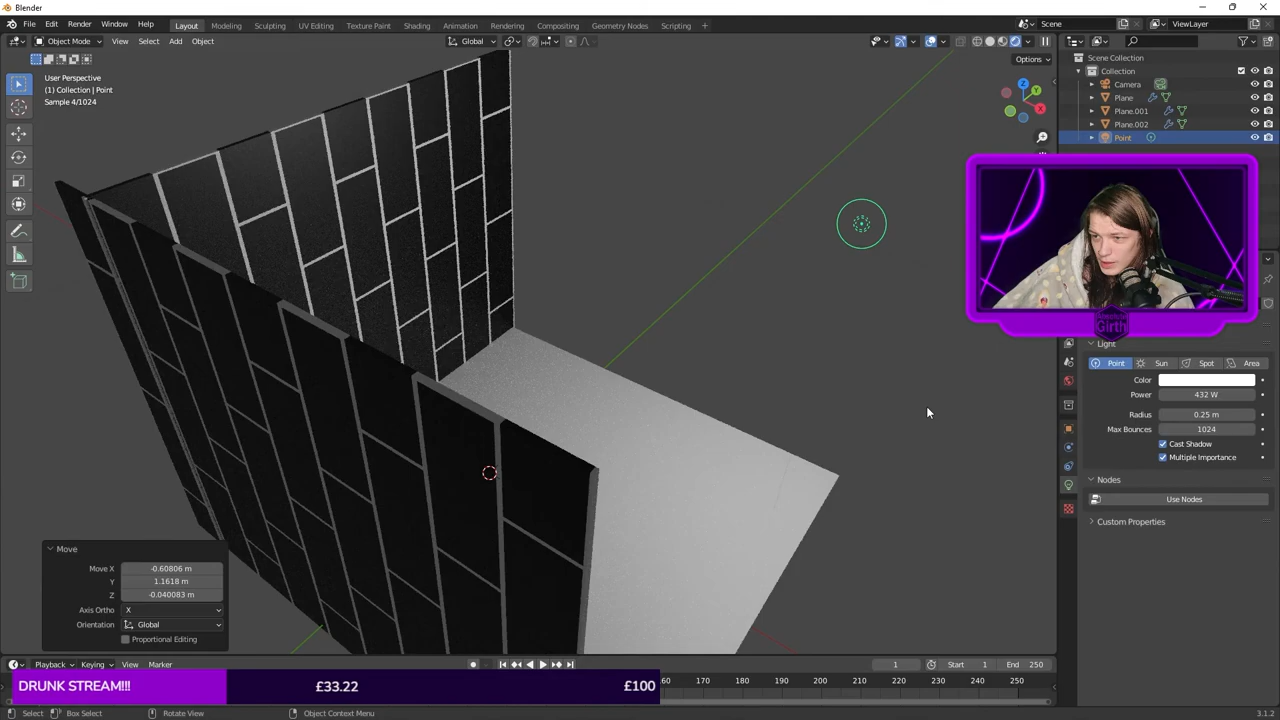 Blender
File Edit Render Window Help Layout Modeling Sculpting UV Editing Texture Paint Shading Animation Rendering Compositing Geometry Nodes Scripting + Scene ViewLayer
Object Mode View Select Add Object Global
Options
User Perspective
(1) Collection | Point
Sample 4/1024
Scene Collection
Collection
Camera
Plane
Plane.001
Plane.002
Point
Z
Y
X
Girth
Light
Point Sun Spot Area
Color
Power 432 W
Radius 0.25 m
Max Bounces 1024
Cast Shadow
Multiple Importance
Nodes
Use Nodes
Custom Properties
Move
Move X -0.60806 m
Y 1.1618 m
Z -0.040083 m
Axis Ortho X
Orientation Global
Proportional Editing
Playback Keying View Marker 1 Start 1 End 250
160 170 180 190 200 210 220 230 240 250
DRUNK STREAM!!! £33.22 £100
Select Box Select Rotate View Object Context Menu 3.1.2